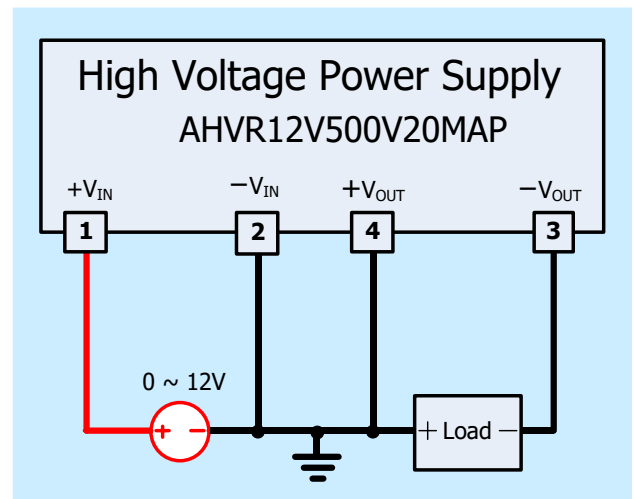 High Voltage Power Supply
AHVR12V500V20MAP
+VIN −VIN +VOUT −VOUT
1 2 4 3
0 ~ 12V
+ −
+ Load −